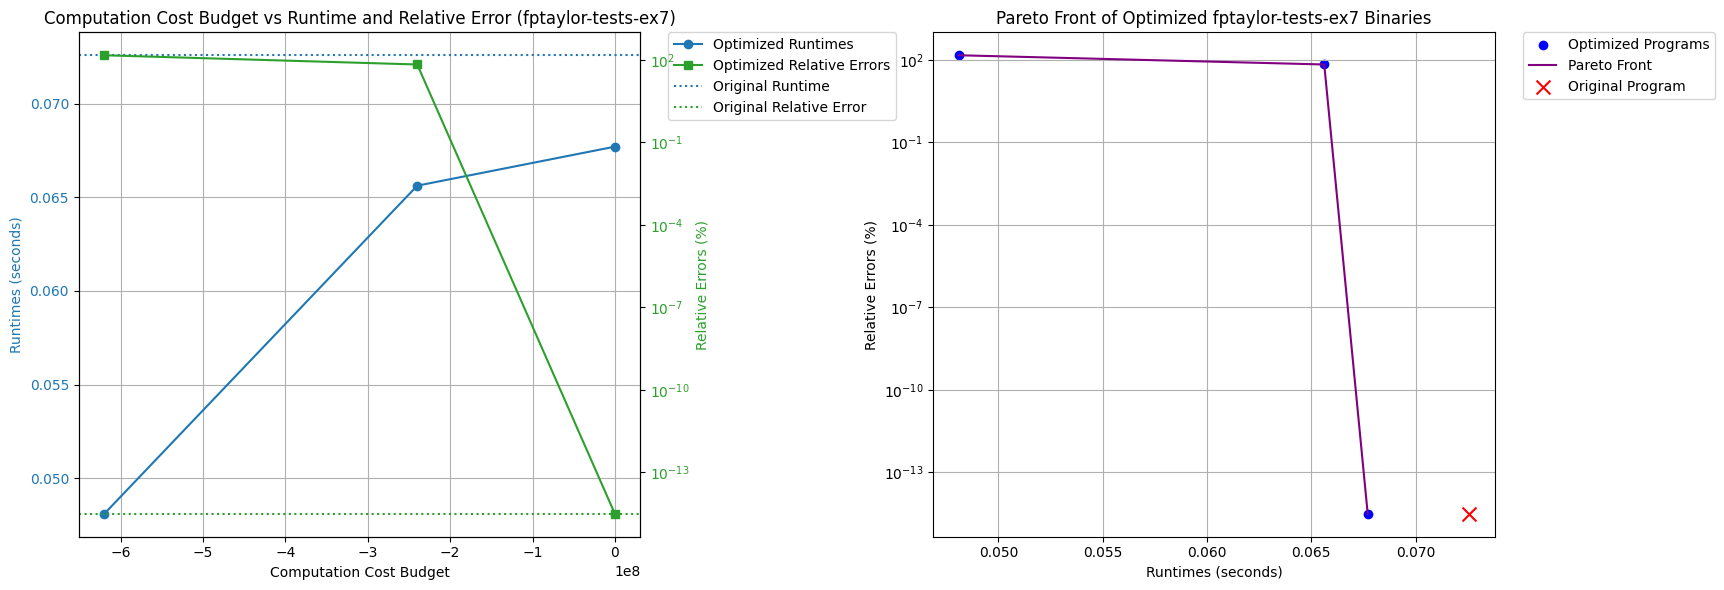 Computation Cost Budget vs Runtime and Relative Error (fptaylor-tests-ex7)
Optimized Runtimes
Optimized Relative Errors
Original Runtime
Original Relative Error
Runtimes (seconds)
0.070
0.065
0.060
0.055
0.050
10²
10⁻¹
10⁻⁴
10⁻⁷
10⁻¹⁰
10⁻¹³
Relative Errors (%)
−6 −5 −4 −3 −2 −1 0
1e8
Computation Cost Budget
Pareto Front of Optimized fptaylor-tests-ex7 Binaries
Optimized Programs
Pareto Front
Original Program
Relative Errors (%)
10²
10⁻¹
10⁻⁴
10⁻⁷
10⁻¹⁰
10⁻¹³
0.050 0.055 0.060 0.065 0.070
Runtimes (seconds)